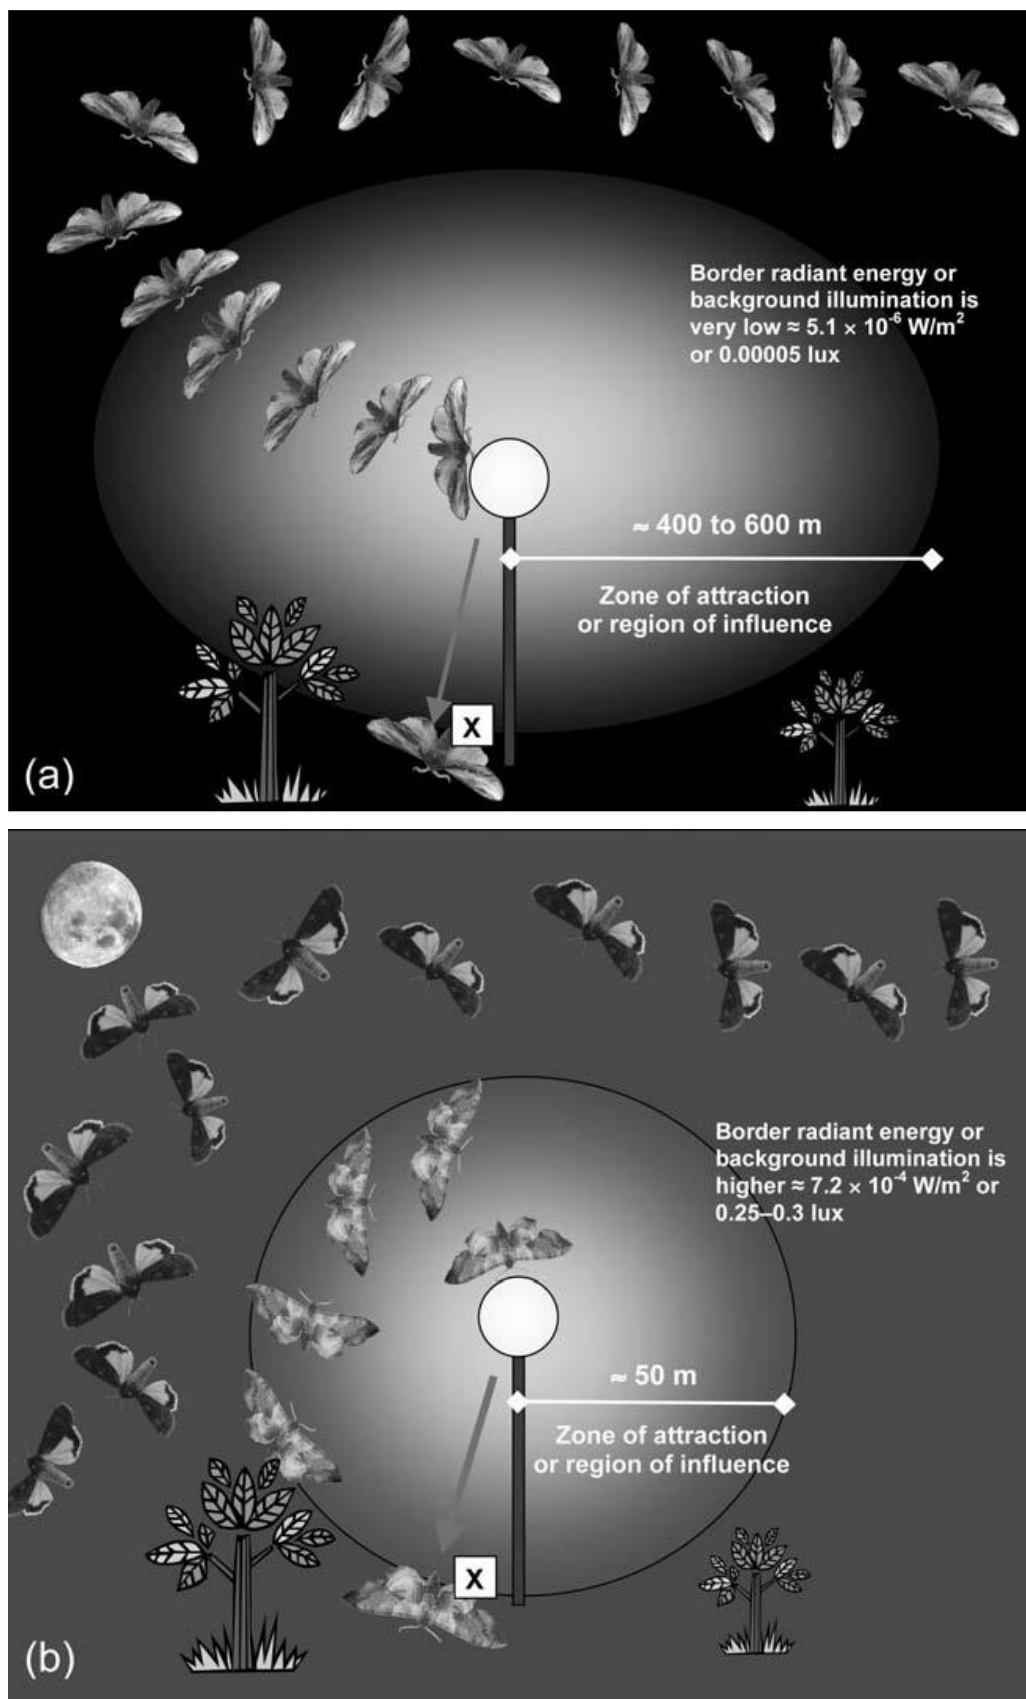 Border radiant energy or
background illumination is
very low ≈ 5.1 × 10⁻⁶ W/m²
or 0.00005 lux
≈ 400 to 600 m
Zone of attraction
or region of influence
X
(a)
Border radiant energy or
background illumination is
higher ≈ 7.2 × 10⁻⁴ W/m² or
0.25–0.3 lux
≈ 50 m
Zone of attraction
or region of influence
X
(b)